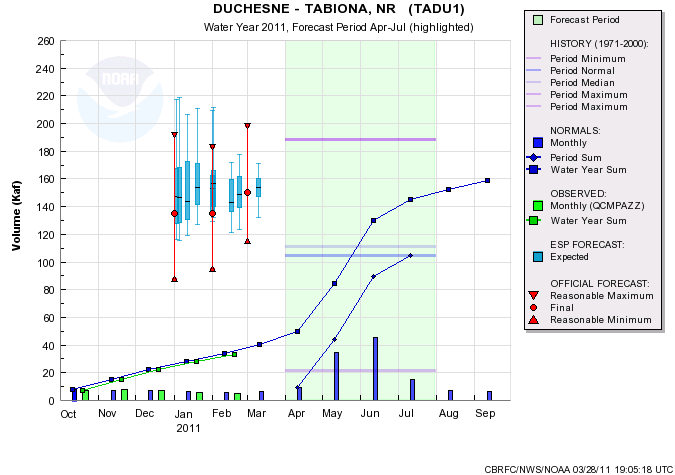 DUCHESNE - TABIONA, NR (TADU1)
Water Year 2011, Forecast Period Apr-Jul (highlighted)
Volume (Kaf)
260
240
220
200
180
160
140
120
100
80
60
40
20
0
NOAA
Oct Nov Dec Jan Feb Mar Apr May Jun Jul Aug Sep
2011
Forecast Period
HISTORY (1971-2000):
Period Minimum
Period Normal
Period Median
Period Maximum
Period Maximum
NORMALS:
Monthly
Period Sum
Water Year Sum
OBSERVED:
Monthly (QCMPAZZ)
Water Year Sum
ESP FORECAST:
Expected
OFFICIAL FORECAST:
Reasonable Maximum
Final
Reasonable Minimum
CBRFC/NWS/NOAA 03/28/11 19:05:18 UTC